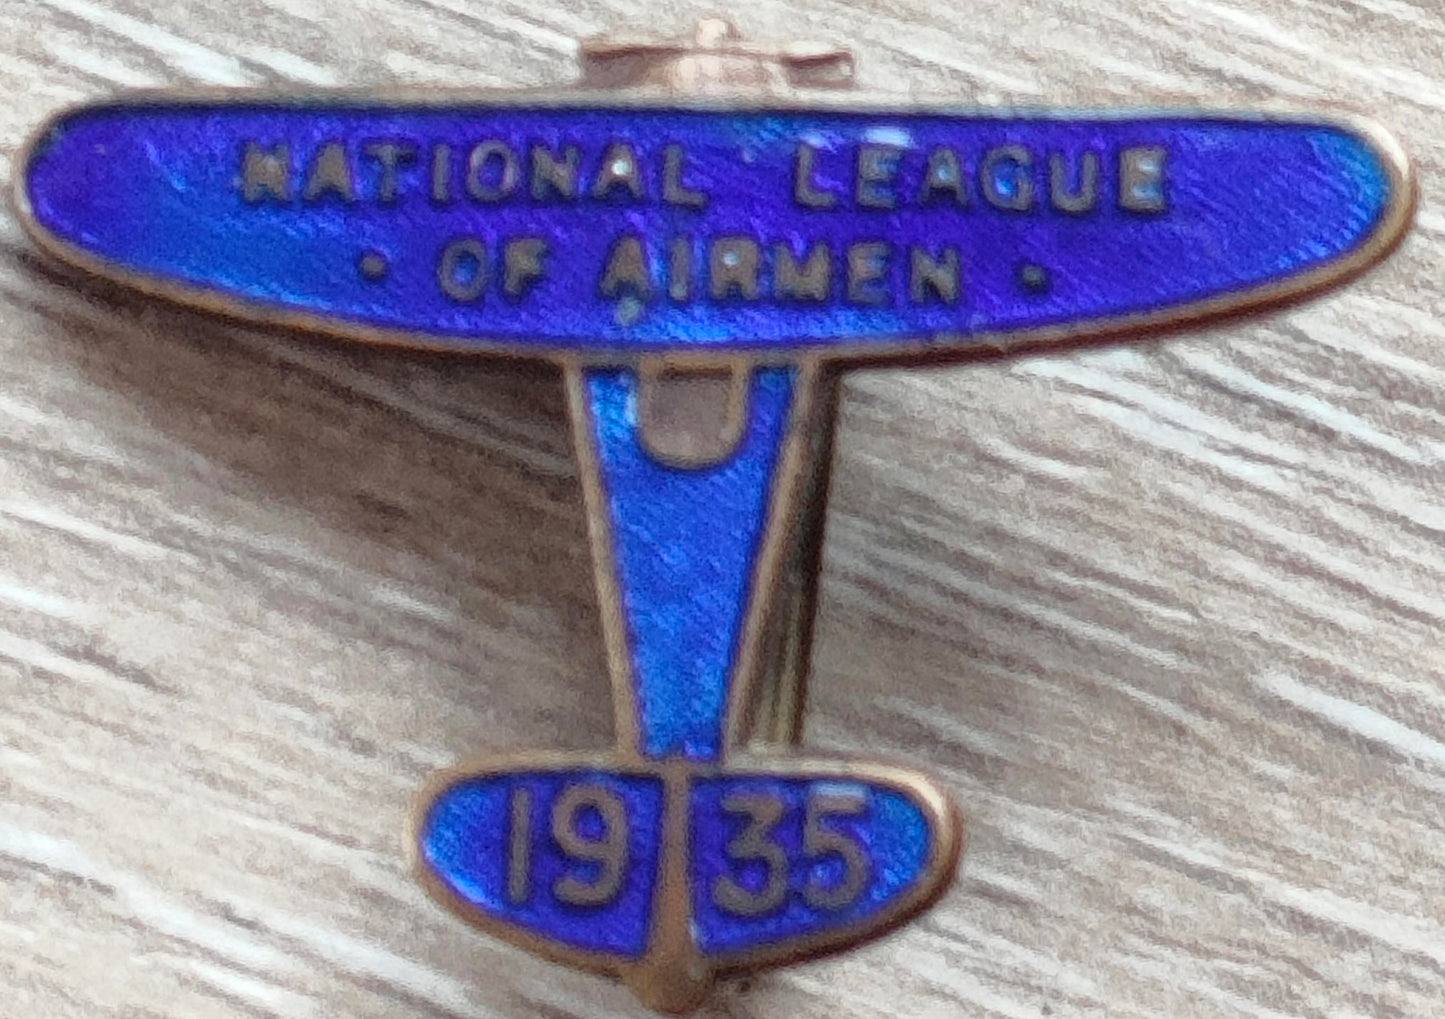 NATIONAL LEAGUE
· OF AIRMEN ·
1935